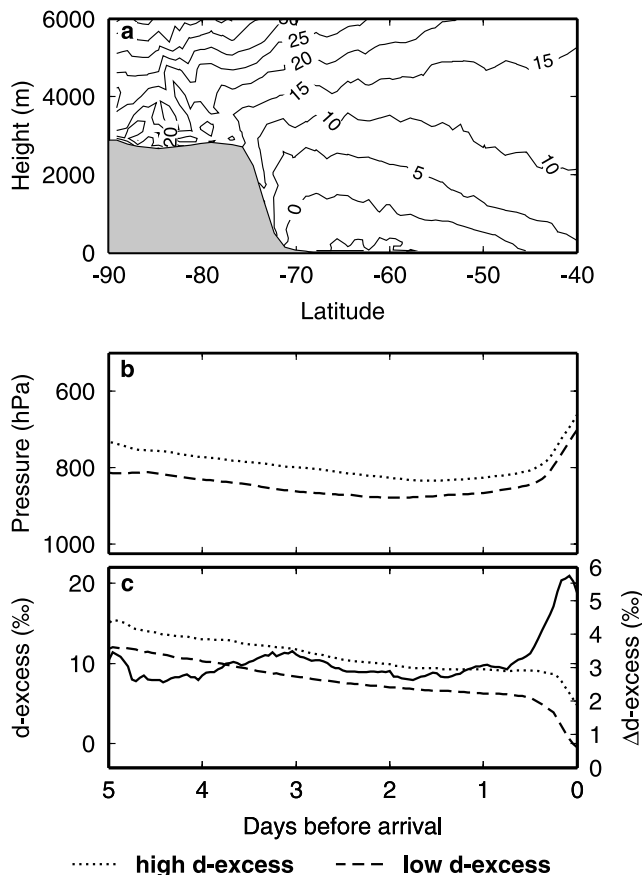 a
6000
4000
2000
0
Height (m)
25
20
15
15
10
10
5
0
20
-90 -80 -70 -60 -50 -40
Latitude
b
600
800
1000
Pressure (hPa)
c
20
10
0
d-excess (‰)
6
5
4
3
2
1
0
Δd-excess (‰)
5 4 3 2 1 0
Days before arrival
high d-excess low d-excess